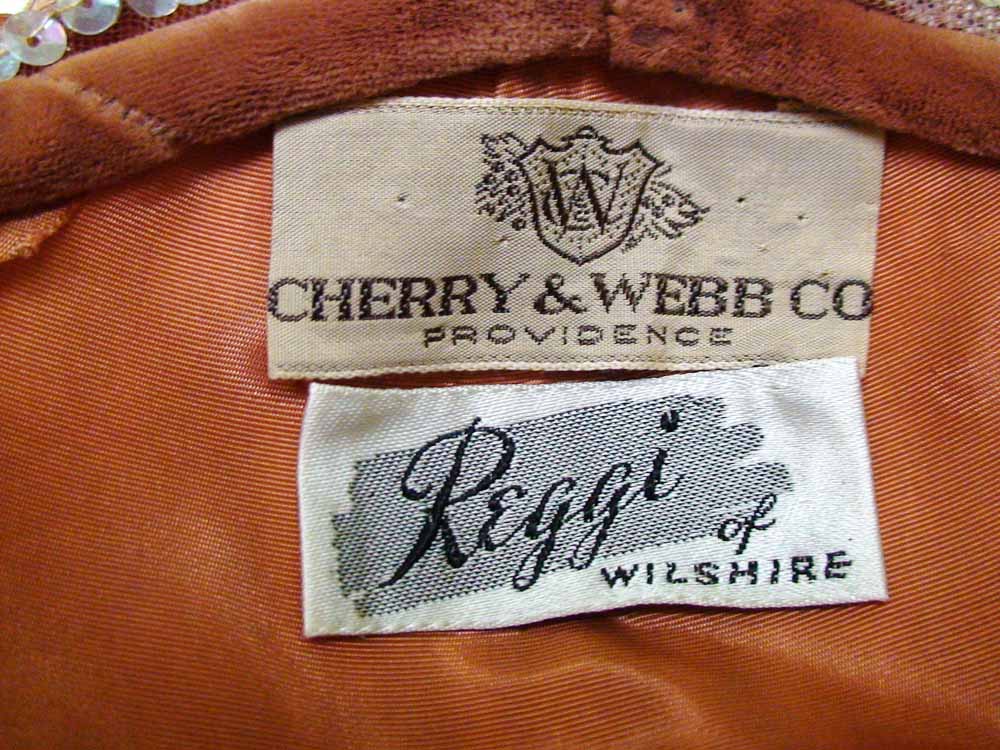 CHERRY & WEBB CO
PROVIDENCE
Reggi
of
WILSHIRE